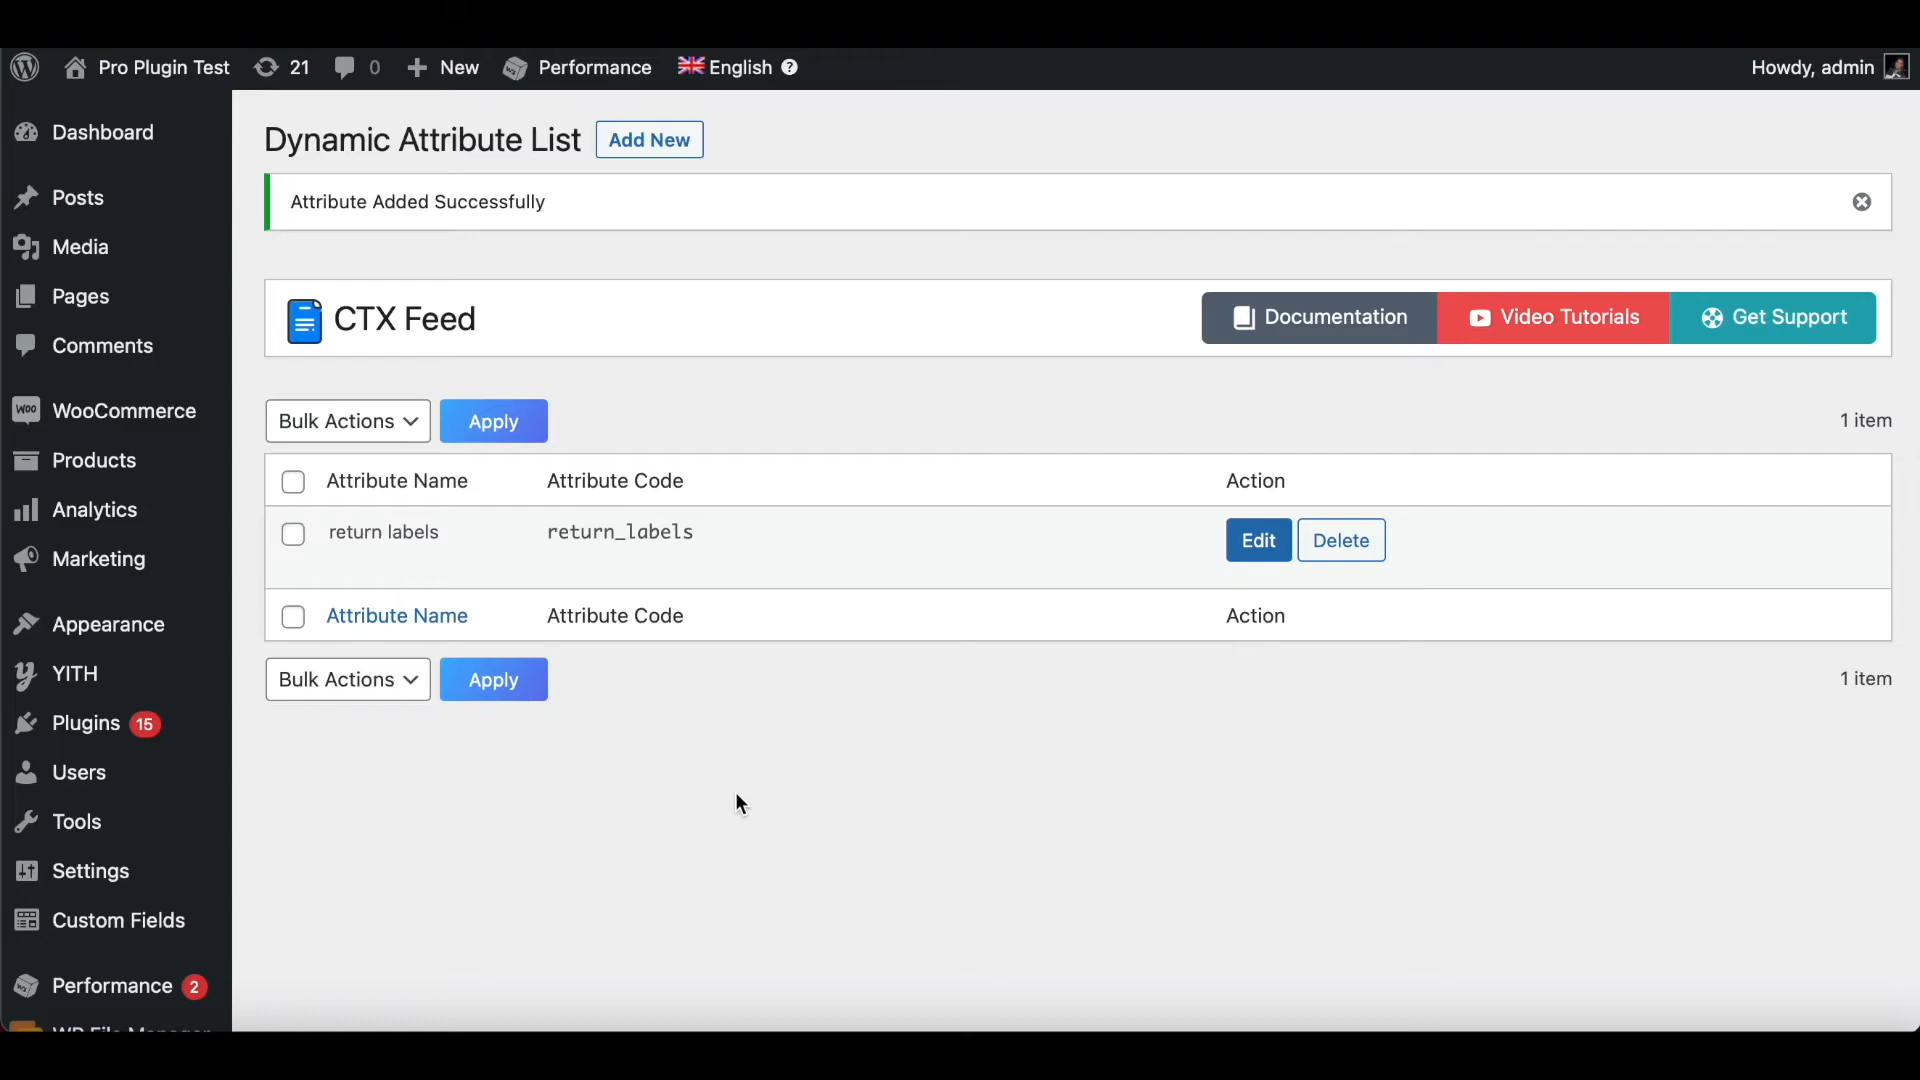 Pro Plugin Test 21 0 New Performance English Howdy, admin
Dashboard
Posts
Media
Pages
Comments
WooCommerce
Products
Analytics
Marketing
Appearance
YITH
Plugins 15
Users
Tools
Settings
Custom Fields
Performance 2
Dynamic Attribute List Add New
Attribute Added Successfully
CTX Feed Documentation Video Tutorials Get Support
Bulk Actions Apply 1 item
Attribute Name Attribute Code Action
return labels return_labels Edit Delete
Attribute Name Attribute Code Action
Bulk Actions Apply 1 item